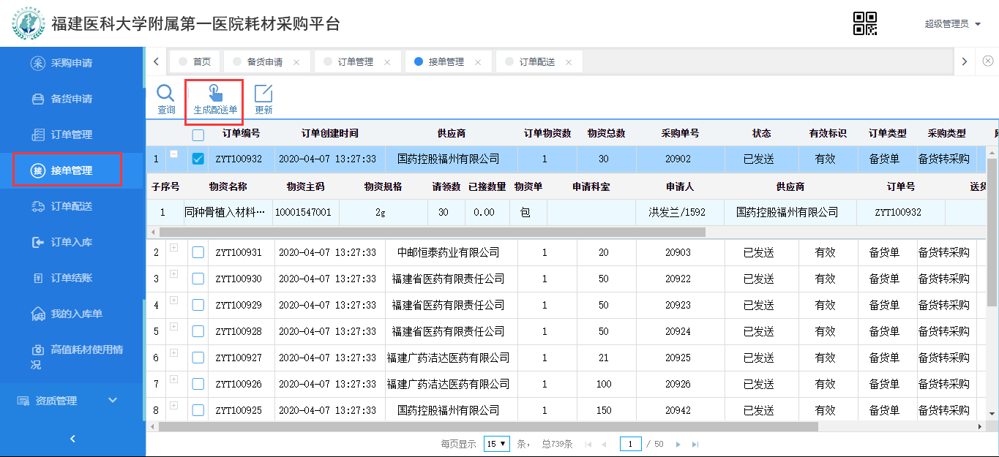 福建医科大学附属第一医院耗材采购平台
超级管理员
采购申请
备货申请
订单管理
接 接单管理
订单配送
订单入库
订单结账
我的入库单
高值耗材使用情况
资质管理
首页 备货申请 订单管理 接单管理 订单配送
查询 生成配送单 更新
订单编号 订单创建时间 供应商 订单物资数 物资总数 采购单号 状态 有效标识 订单类型 采购类型
1 ZYT100932 2020-04-07 13:27:33 国药控股福州有限公司 1 30 20902 已发送 有效 备货单 备货转采购
子序号 物资名称 物资主码 物资规格 请领数 已接数量 物资单 申请科室 申请人 供应商 订单号 送货
1 同种骨植入材料… 10001547001 2g 30 0.00 包 洪发兰/1592 国药控股福州有限公司 ZYT100932
2 ZYT100931 2020-04-07 13:27:33 中邮恒泰药业有限公司 1 20 20903 已发送 有效 备货单 备货转采购
3 ZYT100930 2020-04-07 13:27:33 福建省医药有限责任公司 1 50 20922 已发送 有效 备货单 备货转采购
4 ZYT100929 2020-04-07 13:27:33 福建省医药有限责任公司 1 50 20923 已发送 有效 备货单 备货转采购
5 ZYT100928 2020-04-07 13:27:33 福建省医药有限责任公司 1 50 20924 已发送 有效 备货单 备货转采购
6 ZYT100927 2020-04-07 13:27:33 福建广药洁达医药有限公司 1 21 20925 已发送 有效 备货单 备货转采购
7 ZYT100926 2020-04-07 13:27:33 福建广药洁达医药有限公司 1 100 20926 已发送 有效 备货单 备货转采购
8 ZYT100925 2020-04-07 13:27:33 国药控股福州有限公司 1 150 20942 已发送 有效 备货单 备货转采购
每页显示 15 条， 总739条 1 / 50